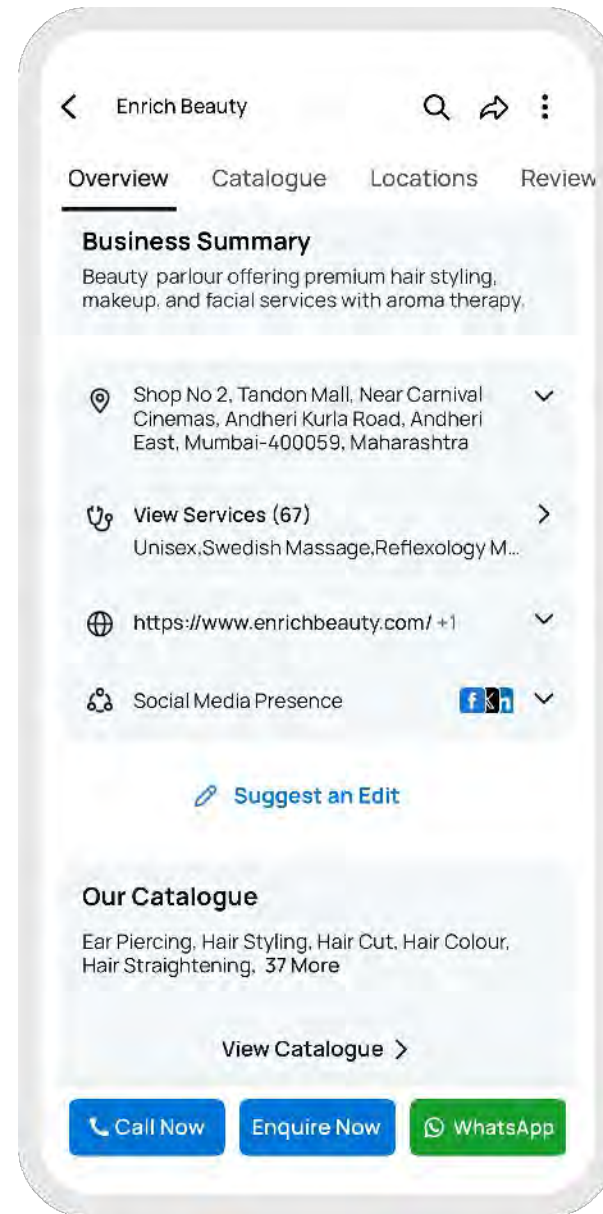 Enrich Beauty
Overview Catalogue Locations Review
Business Summary
Beauty parlour offering premium hair styling,
makeup, and facial services with aroma therapy.
Shop No 2, Tandon Mall, Near Carnival
Cinemas, Andheri Kurla Road, Andheri
East, Mumbai-400059, Maharashtra
View Services (67)
Unisex,Swedish Massage,Reflexology M...
https://www.enrichbeauty.com/ +1
Social Media Presence
Suggest an Edit
Our Catalogue
Ear Piercing, Hair Styling, Hair Cut, Hair Colour,
Hair Straightening, 37 More
View Catalogue
Call Now Enquire Now WhatsApp